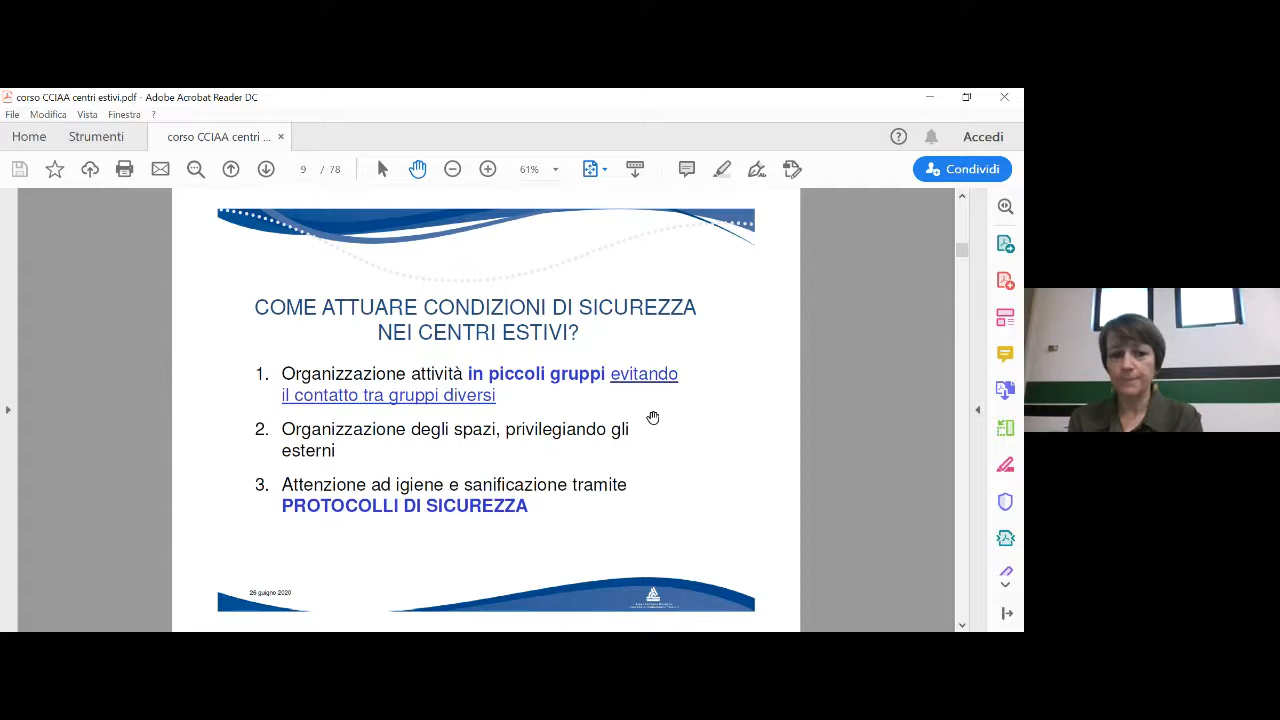 corso CCIAA centri estivi.pdf - Adobe Acrobat Reader DC
File Modifica Vista Finestra ?
Home Strumenti corso CCIAA centri ... × Accedi
9 / 78 61% Condividi
COME ATTUARE CONDIZIONI DI SICUREZZA
NEI CENTRI ESTIVI?
1. Organizzazione attività in piccoli gruppi evitando
il contatto tra gruppi diversi
2. Organizzazione degli spazi, privilegiando gli
esterni
3. Attenzione ad igiene e sanificazione tramite
PROTOCOLLI DI SICUREZZA
26 guigno 2020